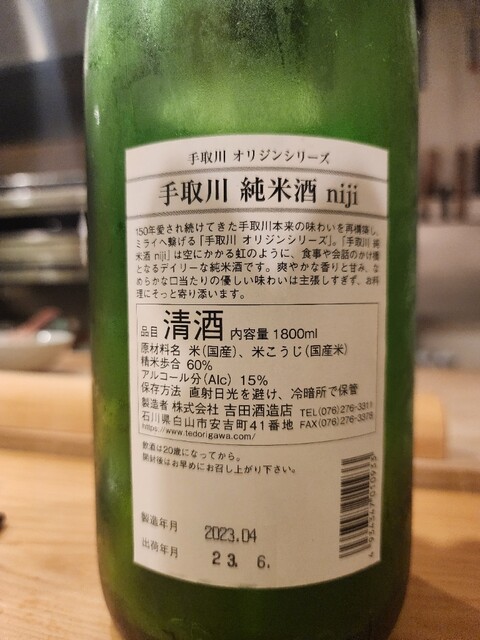 手取川 オリジンシリーズ
手取川 純米酒 niji
150年愛され続けてきた手取川本来の味わいを再構築し、
ミライへ繋げる「手取川 オリジンシリーズ」。「手取川 純
米酒 niji」は空にかかる虹のように、食事や会話のかけ橋
となるデイリーな純米酒です。爽やかな香りと甘み、な
めらかな口当たりの優しい味わいは主張しすぎず、お料
理にそっと寄り添います。
品目 清酒 内容量 1800ml
原材料名 米(国産)、米こうじ(国産米)
精米歩合 60%
アルコール分(Alc) 15%
保存方法 直射日光を避け、冷暗所で保管
製造者 株式会社 吉田酒造店 TEL(076)276-3311
石川県白山市安吉町41番地 FAX(076)276-3378
https://www.tedorigawa.com/
飲酒は20歳になってから。
開封後はお早めにお召し上がり下さい。
製造年月 2023.04
出荷年月 23. 6.